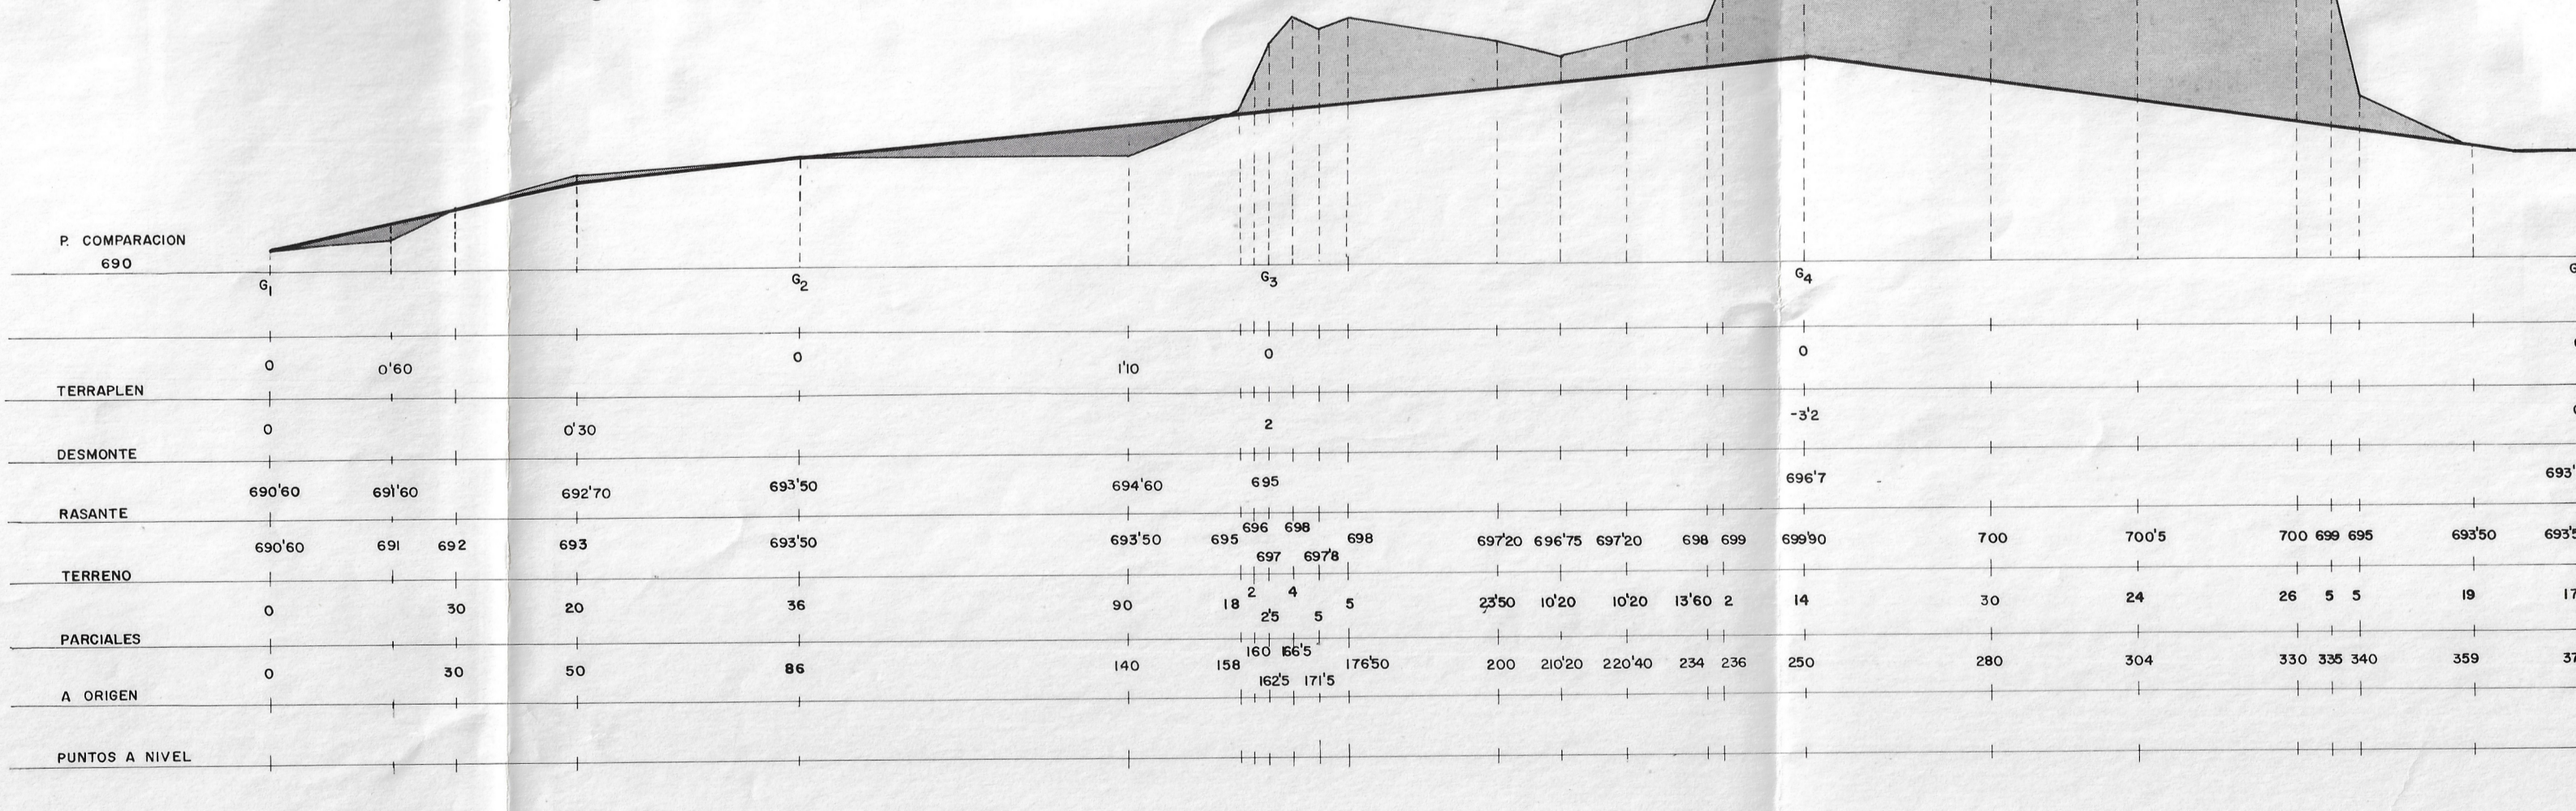 P. COMPARACION
690
G1 G2 G3 G4
0 0'60 0 1'10 0 0
TERRAPLEN
0 0'30 2 -3'2
DESMONTE
690'60 691'60 692'70 693'50 694'60 695 696'7
RASANTE
696 698
690'60 691 692 693 693'50 693'50 695 698 697'20 696'75 697'20 698 699 699'90 700 700'5 700 699 695 693'50
697 697'8
TERRENO
2 4
0 30 20 36 90 18 5 23'50 10'20 10'20 13'60 2 14 30 24 26 5 5 19
2'5 5
PARCIALES
160 166'5
0 30 50 86 140 158 176'50 200 210'20 220'40 234 236 250 280 304 330 335 340 359
162'5 171'5
A ORIGEN
PUNTOS A NIVEL